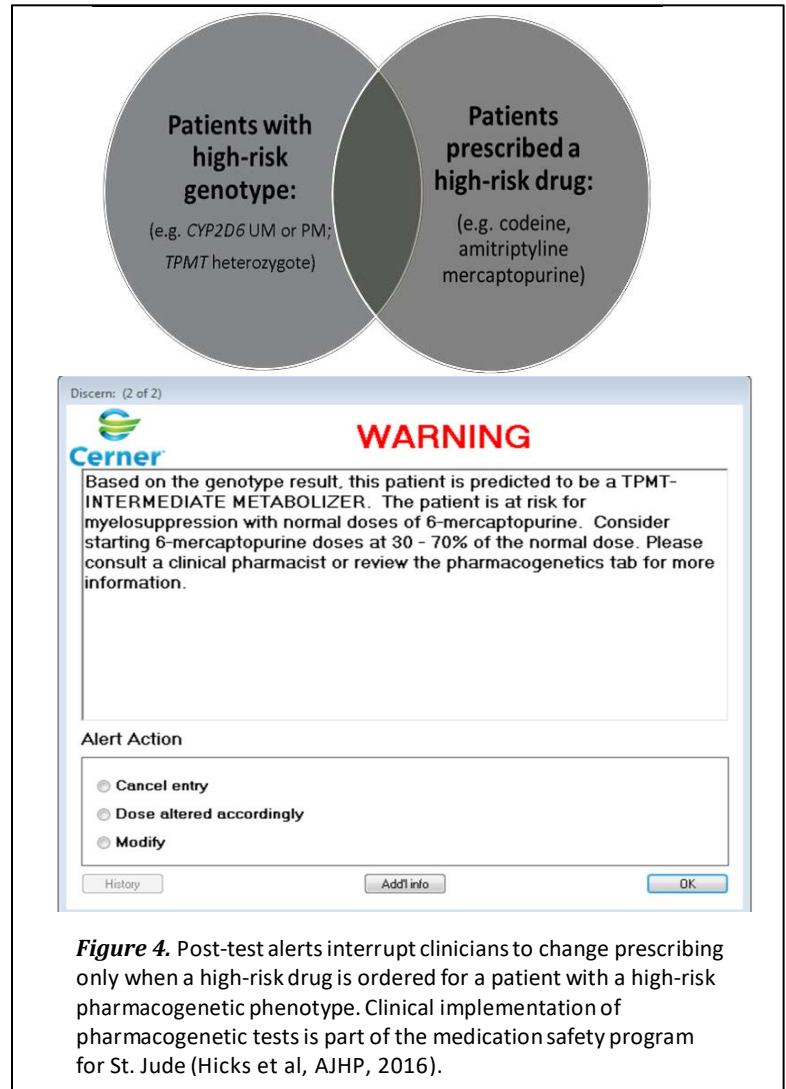 Patients with
high-risk
genotype:
(e.g. CYP2D6 UM or PM;
TPMT heterozygote)
Patients
prescribed a
high-risk drug:
(e.g. codeine,
amitriptyline
mercaptopurine)
Discern: (2 of 2)
Cerner
WARNING
Based on the genotype result, this patient is predicted to be a TPMT-
INTERMEDIATE METABOLIZER. The patient is at risk for
myelosuppression with normal doses of 6-mercaptopurine. Consider
starting 6-mercaptopurine doses at 30 - 70% of the normal dose. Please
consult a clinical pharmacist or review the pharmacogenetics tab for more
information.
Alert Action
Cancel entry
Dose altered accordingly
Modify
History
Add'l info
OK
Figure 4. Post-test alerts interrupt clinicians to change prescribing
only when a high-risk drug is ordered for a patient with a high-risk
pharmacogenetic phenotype. Clinical implementation of
pharmacogenetic tests is part of the medication safety program
for St. Jude (Hicks et al, AJHP, 2016).